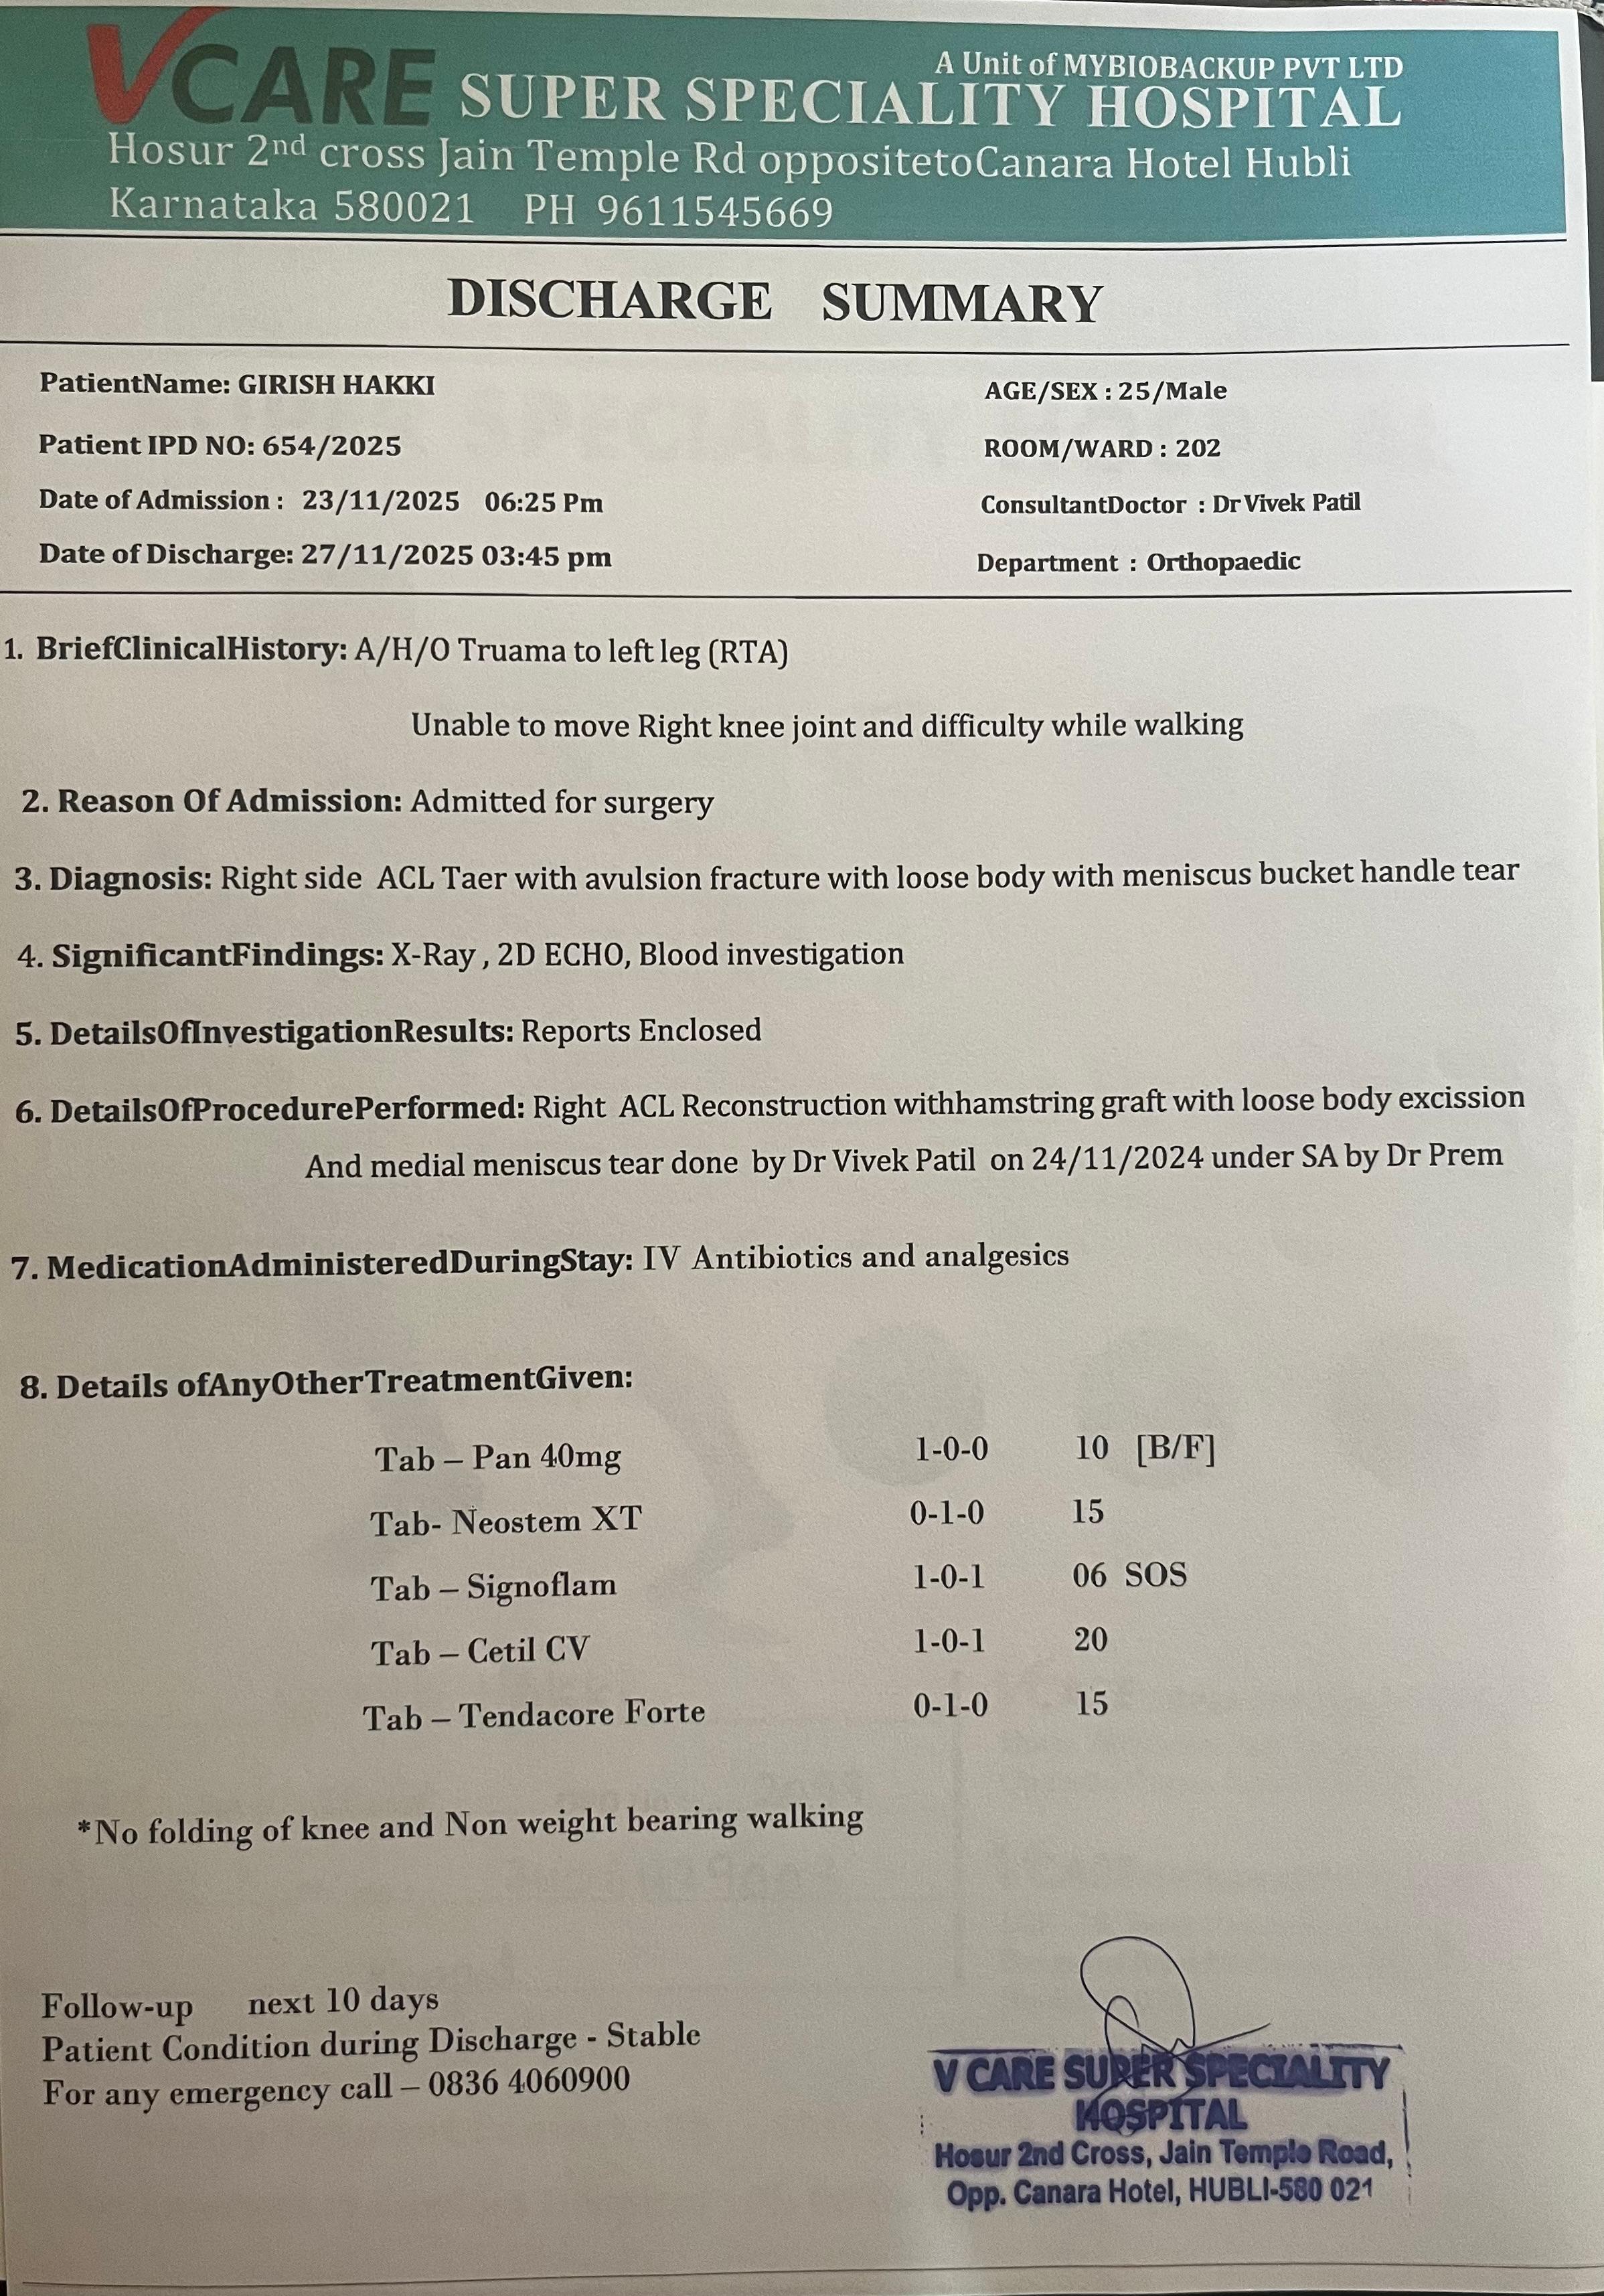 VCARE SUPER SPECIALITY HOSPITAL
A Unit of MYBIOBACKUP PVT LTD
Hosur 2nd cross Jain Temple Rd oppositetoCanara Hotel Hubli
Karnataka 580021 PH 9611545669
DISCHARGE SUMMARY
PatientName: GIRISH HAKKI
AGE/SEX : 25/Male
Patient IPD NO: 654/2025
ROOM/WARD : 202
Date of Admission : 23/11/2025 06:25 Pm
ConsultantDoctor : Dr Vivek Patil
Date of Discharge: 27/11/2025 03:45 pm
Department : Orthopaedic
1. BriefClinicalHistory: A/H/O Truama to left leg (RTA)
Unable to move Right knee joint and difficulty while walking
2. Reason Of Admission: Admitted for surgery
3. Diagnosis: Right side ACL Taer with avulsion fracture with loose body with meniscus bucket handle tear
4. SignificantFindings: X-Ray , 2D ECHO, Blood investigation
5. DetailsOfInvestigationResults: Reports Enclosed
6. DetailsOfProcedurePerformed: Right ACL Reconstruction withhamstring graft with loose body excission
And medial meniscus tear done by Dr Vivek Patil on 24/11/2024 under SA by Dr Prem
7. MedicationAdministeredDuringStay: IV Antibiotics and analgesics
8. Details ofAnyOtherTreatmentGiven:
Tab – Pan 40mg 1-0-0 10 [B/F]
Tab- Neostem XT 0-1-0 15
Tab – Signoflam 1-0-1 06 SOS
Tab – Cetil CV 1-0-1 20
Tab – Tendacore Forte 0-1-0 15
*No folding of knee and Non weight bearing walking
Follow-up next 10 days
Patient Condition during Discharge - Stable
For any emergency call – 0836 4060900
V CARE SUPER SPECIALITY
HOSPITAL
Hosur 2nd Cross, Jain Temple Road,
Opp. Canara Hotel, HUBLI-580 021